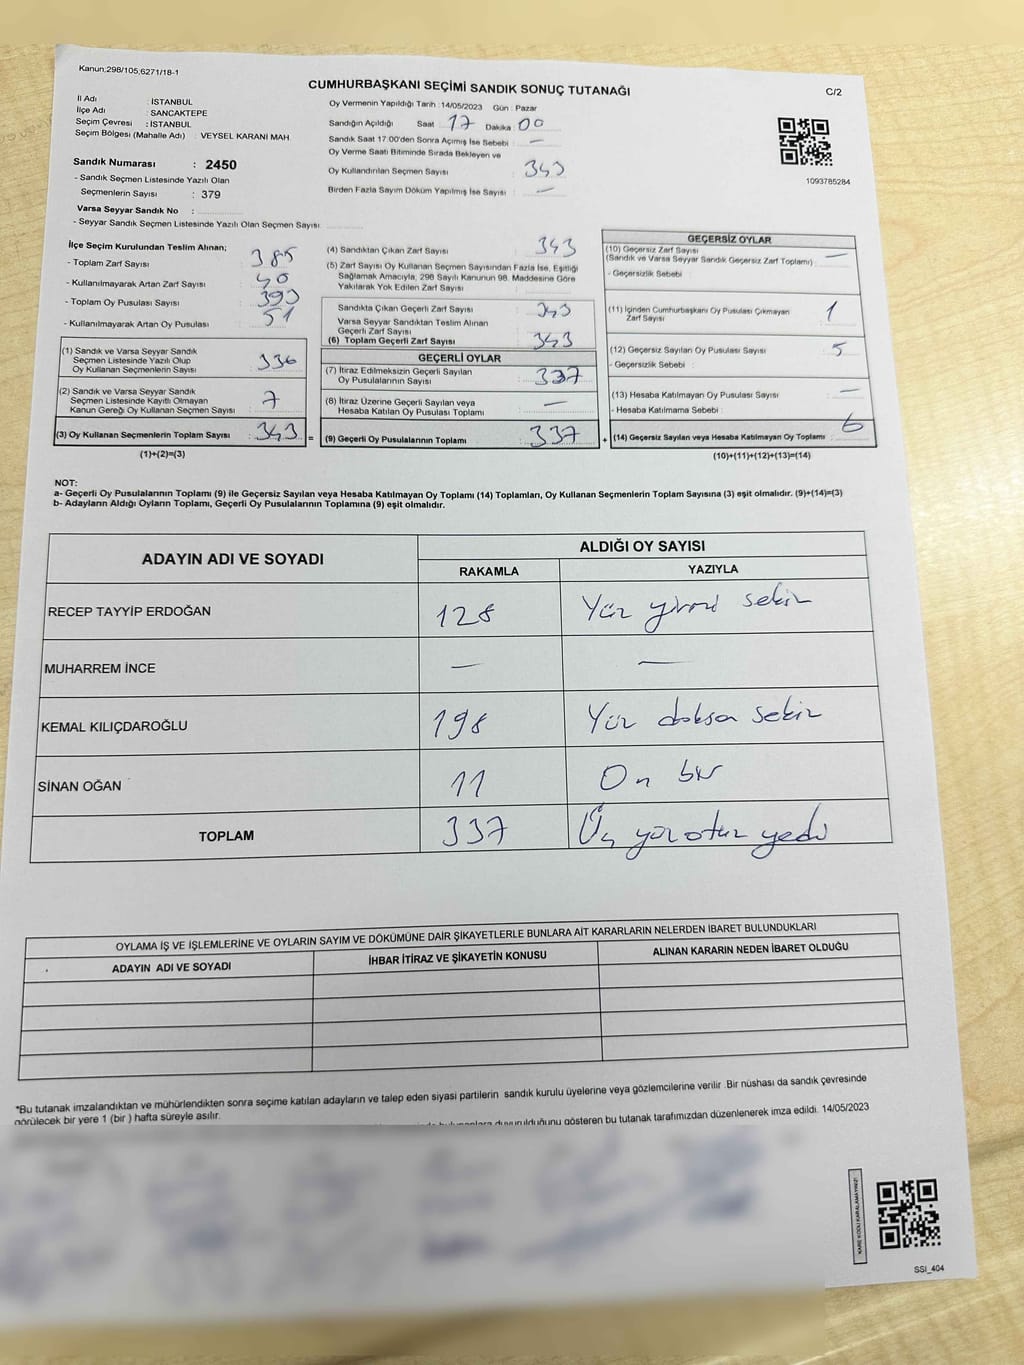 Kanun:298/105;6271/18-1
CUMHURBAŞKANI SEÇİMİ SANDIK SONUÇ TUTANAĞI
C/2
İl Adı : İSTANBUL
İlçe Adı : SANCAKTEPE
Seçim Çevresi : İSTANBUL
Seçim Bölgesi (Mahalle Adı) : VEYSEL KARANİ MAH.
Sandık Numarası : 2450
- Sandık Seçmen Listesinde Yazılı Olan
Seçmenlerin Sayısı : 379
Varsa Seyyar Sandık No :
- Seyyar Sandık Seçmen Listesinde Yazılı Olan Seçmen Sayısı
Oy Vermenin Yapıldığı Tarih :14/05/2023 Gün : Pazar
Sandığın Açıldığı Saat 17 Dakika 00
Sandık Saat 17:00'den Sonra Açımış İse Sebebi : —
Oy Verme Saati Bitiminde Sırada Bekleyen ve
Oy Kullandırılan Seçmen Sayısı 343
Birden Fazla Sayım Döküm Yapılmış İse Sayısı : —
1093785284
İlçe Seçim Kurulundan Teslim Alınan;
- Toplam Zarf Sayısı 385
- Kullanılmayarak Artan Zarf Sayısı : 40
- Toplam Oy Pusulası Sayısı 393
- Kullanılmayarak Artan Oy Pusulası : 51
(1) Sandık ve Varsa Seyyar Sandık
Seçmen Listesinde Yazılı Olup
Oy Kullanan Seçmenlerin Sayısı 336
(2) Sandık ve Varsa Seyyar Sandık
Seçmen Listesinde Kayıtlı Olmayan
Kanun Gereği Oy Kullanan Seçmen Sayısı 7
(3) Oy Kullanan Seçmenlerin Toplam Sayısı 343 =
(1)+(2)=(3)
(4) Sandıktan Çıkan Zarf Sayısı 343
(5) Zarf Sayısı Oy Kullanan Seçmen Sayısından Fazla İse, Eşitliği
Sağlamak Amacıyla, 298 Sayılı Kanunun 98. Maddesine Göre
Yakılarak Yok Edilen Zarf Sayısı
Sandıkta Çıkan Geçerli Zarf Sayısı 343
Varsa Seyyar Sandıktan Teslim Alınan
Geçerli Zarf Sayısı
(6) Toplam Geçerli Zarf Sayısı 343
GEÇERLİ OYLAR
(7) İtiraz Edilmeksizin Geçerli Sayılan
Oy Pusulalarının Sayısı 337
(8) İtiraz Üzerine Geçerli Sayılan veya
Hesaba Katılan Oy Pusulası Toplamı —
(9) Geçerli Oy Pusulalarının Toplamı 337 +
GEÇERSİZ OYLAR
(10) Geçersiz Zarf Sayısı
(Sandık ve Varsa Seyyar Sandık Geçersiz Zarf Toplamı) : —
- Geçersizlik Sebebi :
(11) İçinden Cumhurbaşkanı Oy Pusulası Çıkmayan
Zarf Sayısı 1
(12) Geçersiz Sayılan Oy Pusulası Sayısı 5
- Geçersizlik Sebebi :
(13) Hesaba Katılmayan Oy Pusulası Sayısı —
- Hesaba Katılmama Sebebi :
(14) Geçersiz Sayılan veya Hesaba Katılmayan Oy Toplamı : 6
(10)+(11)+(12)+(13)=(14)
NOT:
a- Geçerli Oy Pusulalarının Toplamı (9) ile Geçersiz Sayılan veya Hesaba Katılmayan Oy Toplamı (14) Toplamları, Oy Kullanan Seçmenlerin Toplam Sayısına (3) eşit olmalıdır. (9)+(14)=(3)
b- Adayların Aldığı Oyların Toplamı, Geçerli Oy Pusulalarının Toplamına (9) eşit olmalıdır.
ADAYIN ADI VE SOYADI
ALDIĞI OY SAYISI
RAKAMLA YAZIYLA
RECEP TAYYİP ERDOĞAN 128 Yüz yirmi sekiz
MUHARREM İNCE — —
KEMAL KILIÇDAROĞLU 198 Yüz doksan sekiz
SİNAN OĞAN 11 On bir
TOPLAM 337 Üç yüz otuz yedi
OYLAMA İŞ VE İŞLEMLERİNE VE OYLARIN SAYIM VE DÖKÜMÜNE DAİR ŞİKAYETLERLE BUNLARA AİT KARARLARIN NELERDEN İBARET BULUNDUKLARI
ADAYIN ADI VE SOYADI İHBAR İTİRAZ VE ŞİKAYETİN KONUSU ALINAN KARARIN NEDEN İBARET OLDUĞU
*Bu tutanak imzalandıktan ve mühürlendikten sonra seçime katılan adayların ve talep eden siyasi partilerin sandık kurulu üyelerine veya gözlemcilerine verilir .Bir nüshası da sandık çevresinde
görülecek bir yere 1 (bir ) hafta süreyle asılır.
duyurulduğunu gösteren bu tutanak tarafımızdan düzenlenerek imza edildi. 14/05/2023
KARE KODU KARALAMAYINIZ!
SSI_404